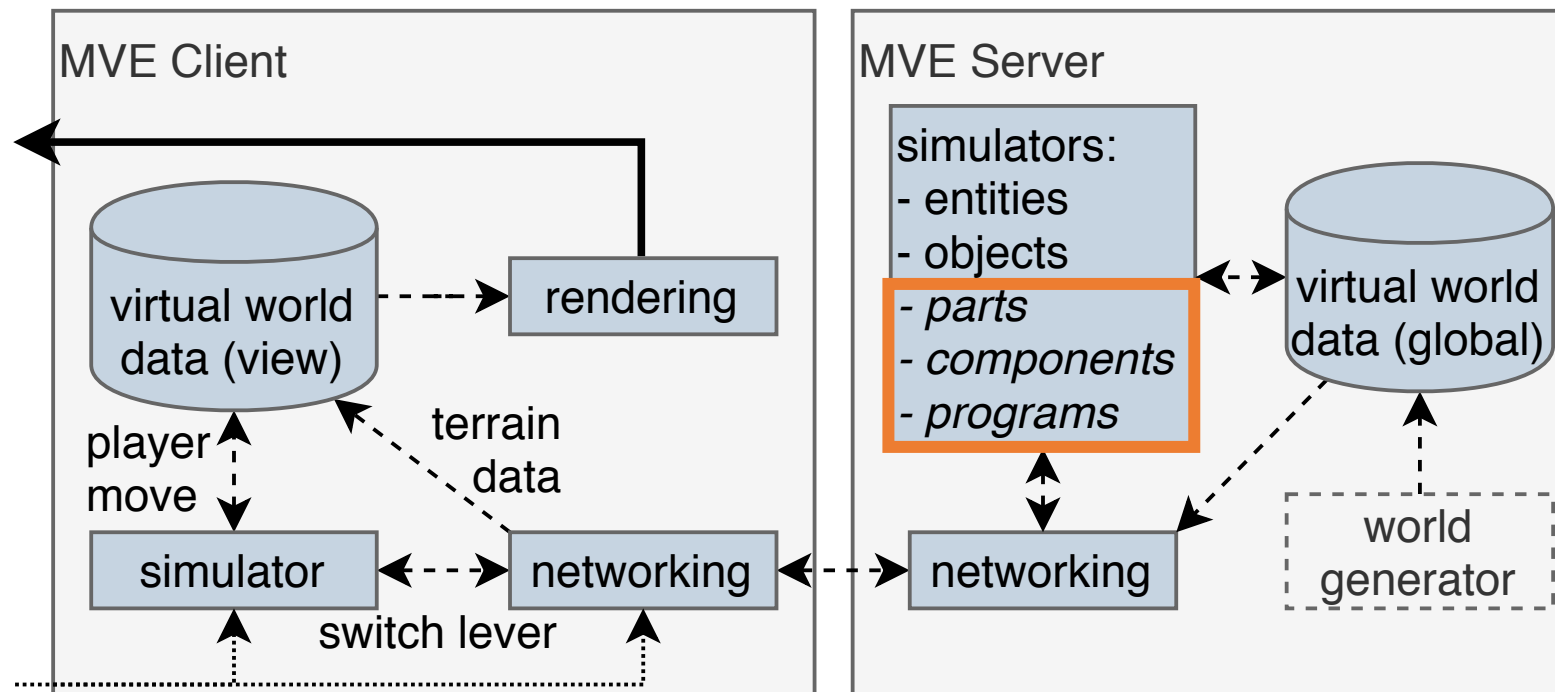 MVE Client
virtual world
data (view)
rendering
player
move
terrain
data
simulator
networking
switch lever
MVE Server
simulators:
- entities
- objects
- parts
- components
- programs
virtual world
data (global)
networking
world
generator